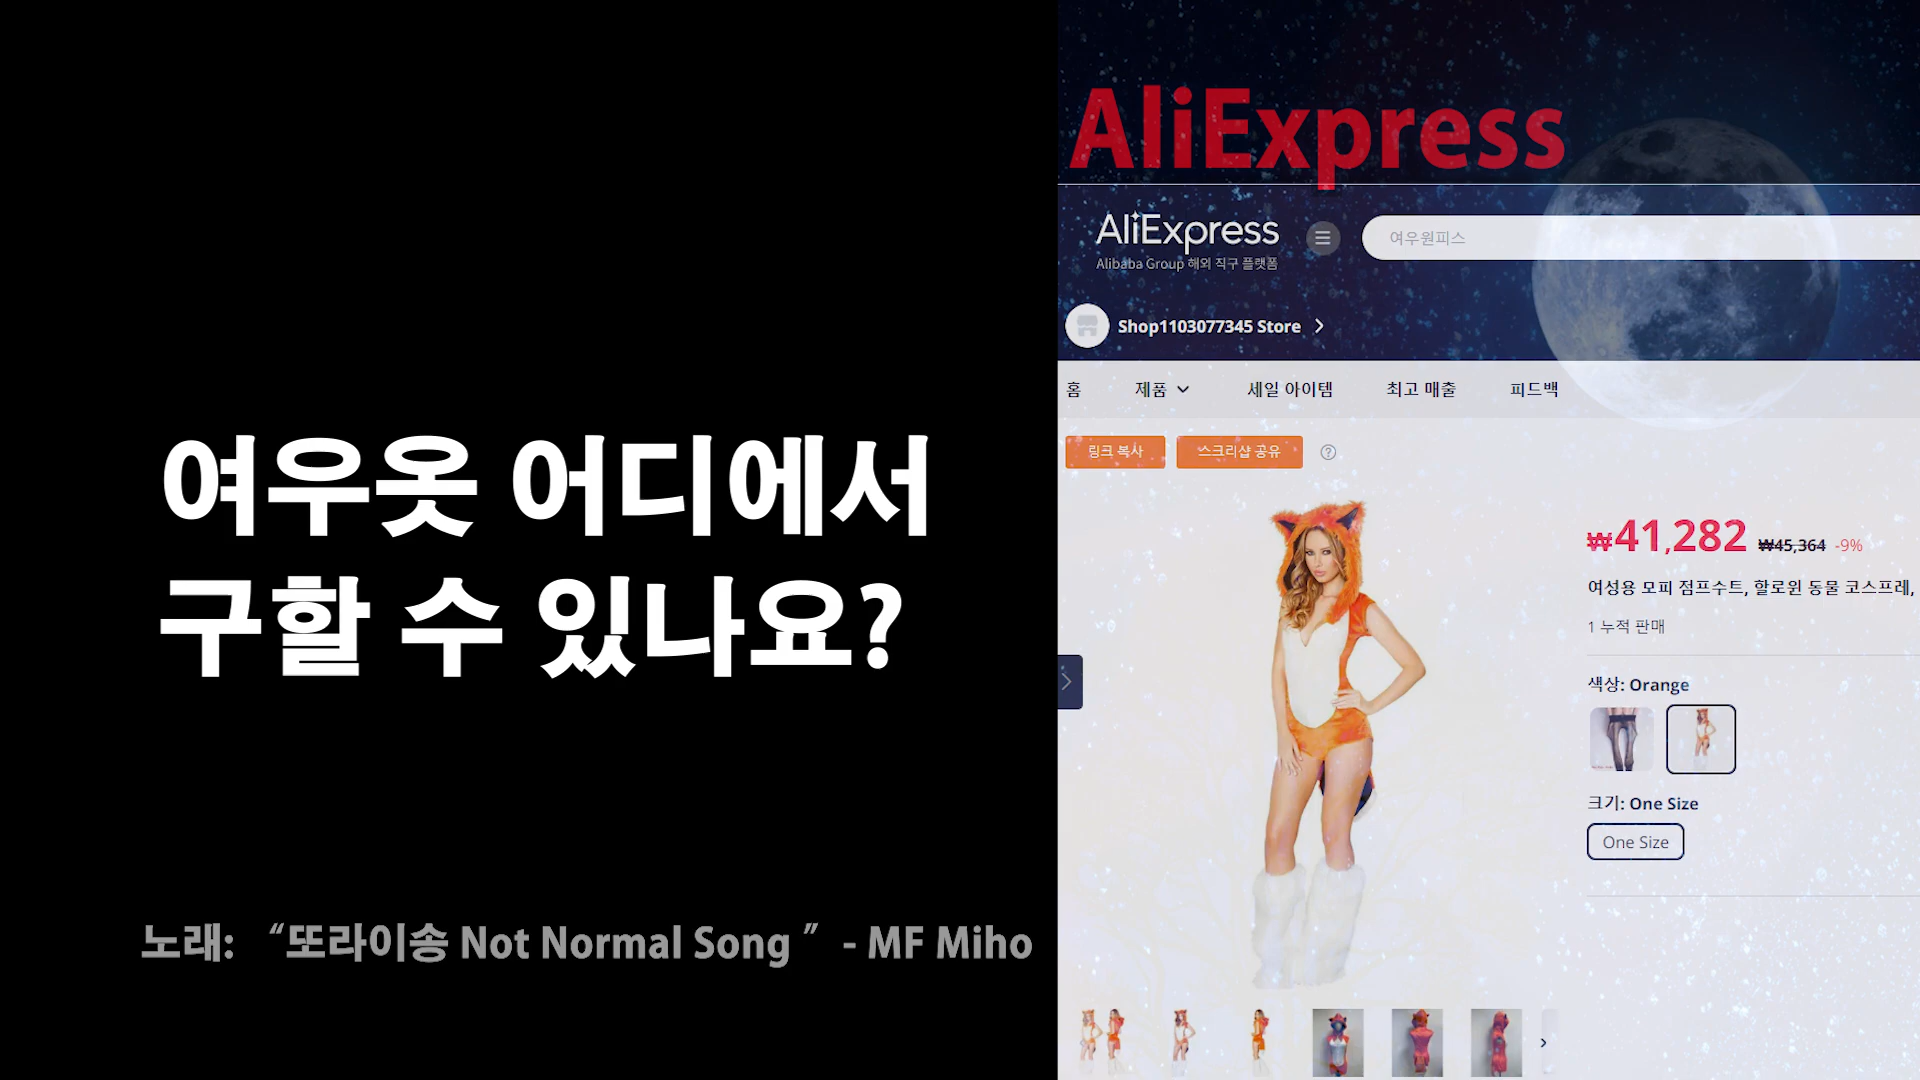 여우옷 어디에서
구할 수 있나요?
노래: “또라이송 Not Normal Song ” - MF Miho
AliExpress
AliExpress
Alibaba Group 해외 직구 플랫폼
여우원피스
Shop1103077345 Store
홈 제품 세일 아이템 최고 매출 피드백
링크 복사 스크리샵 공유
₩41,282 ₩45,364 -9%
여성용 모피 점프수트, 할로윈 동물 코스프레,
1 누적 판매
색상: Orange
크기: One Size
One Size